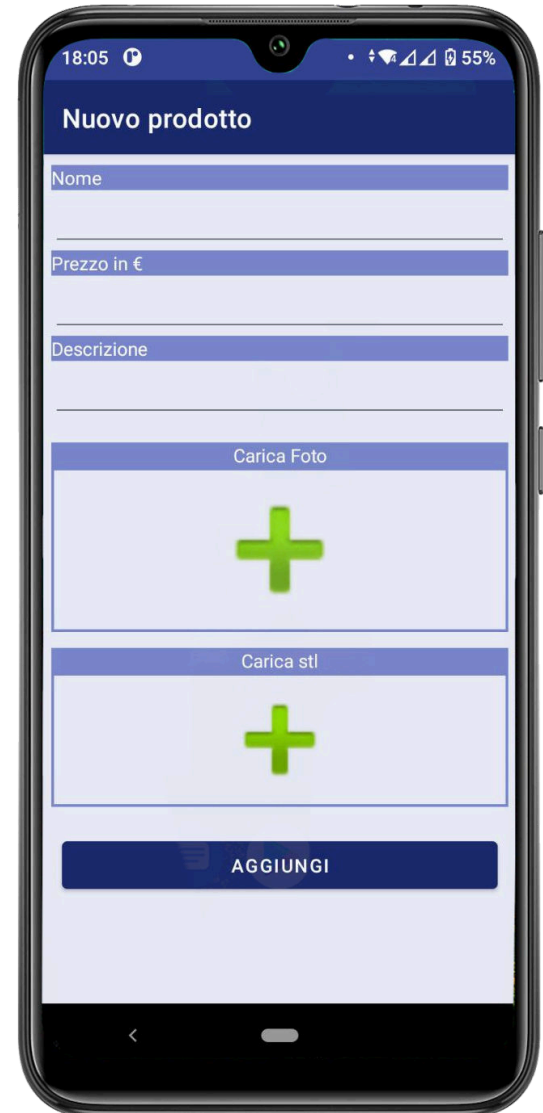 18:05 55%
Nuovo prodotto
Nome
Prezzo in €
Descrizione
Carica Foto
Carica stl
AGGIUNGI